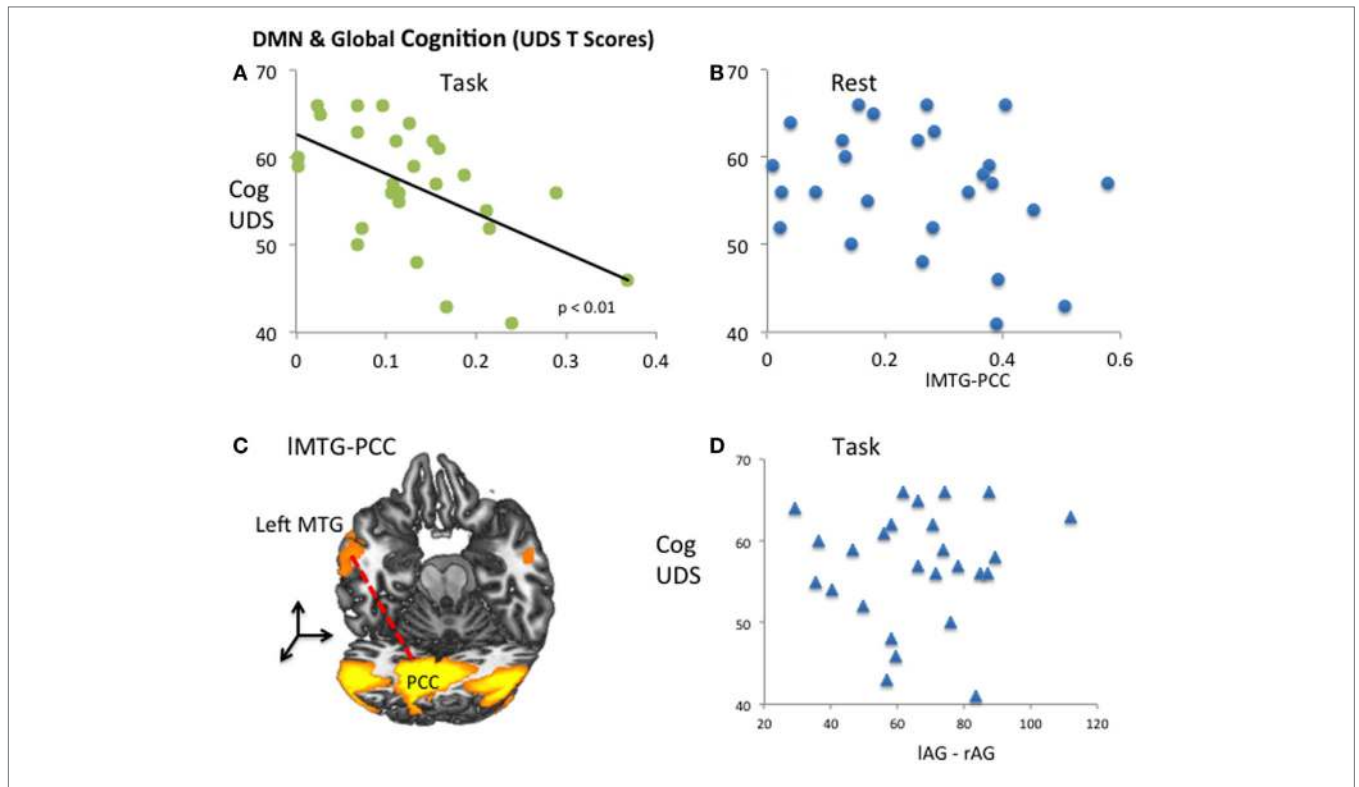 DMN & Global Cognition (UDS T Scores)
A
Task
70
60
50
40
Cog
UDS
p < 0.01
0 0.1 0.2 0.3 0.4
B
Rest
70
60
50
40
0 0.2 0.4 0.6
lMTG-PCC
C
lMTG-PCC
Left MTG
PCC
D
Task
70
60
50
40
Cog
UDS
20 40 60 80 100 120
lAG - rAG